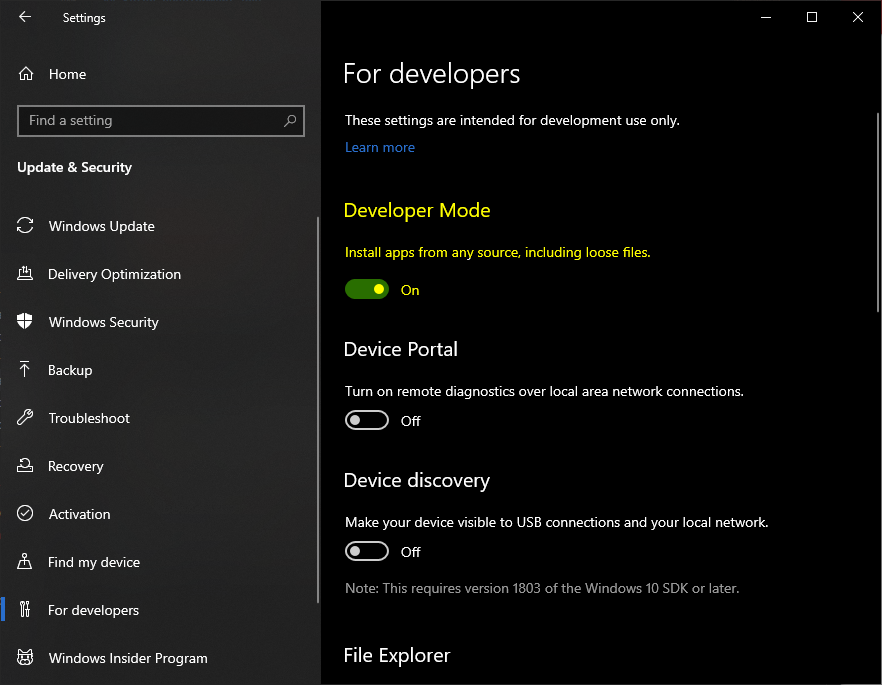 Settings
Home
Find a setting
Update & Security
Windows Update
Delivery Optimization
Windows Security
Backup
Troubleshoot
Recovery
Activation
Find my device
For developers
Windows Insider Program
For developers
These settings are intended for development use only.
Learn more
Developer Mode
Install apps from any source, including loose files.
On
Device Portal
Turn on remote diagnostics over local area network connections.
Off
Device discovery
Make your device visible to USB connections and your local network.
Off
Note: This requires version 1803 of the Windows 10 SDK or later.
File Explorer